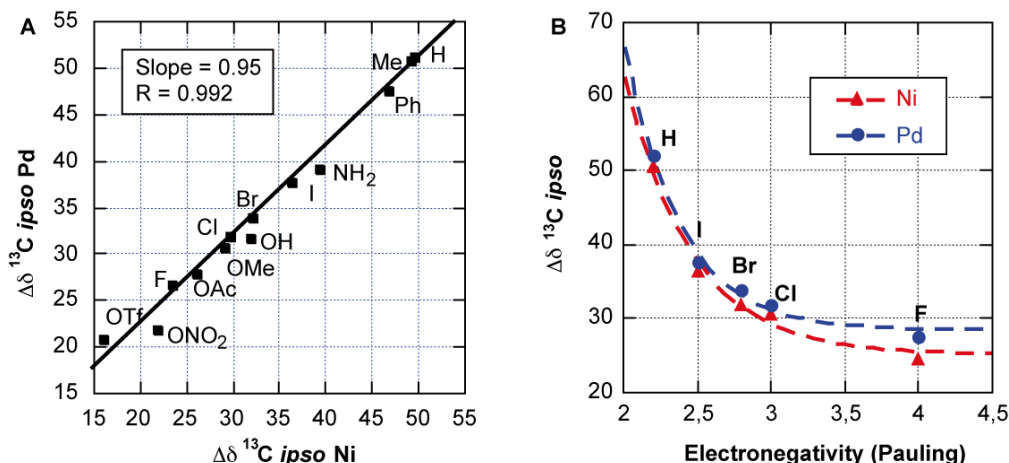 A
Δδ ¹³C ipso Pd
55
50
45
40
35
30
25
20
15
Slope = 0.95
R = 0.992
Me
H
Ph
NH₂
I
Br
Cl
OH
OMe
F
OAc
OTf
ONO₂
15 20 25 30 35 40 45 50 55
Δδ ¹³C ipso Ni
B
Δδ ¹³C ipso
70
60
50
40
30
20
Ni
Pd
H
I
Br
Cl
F
2 2,5 3 3,5 4 4,5
Electronegativity (Pauling)